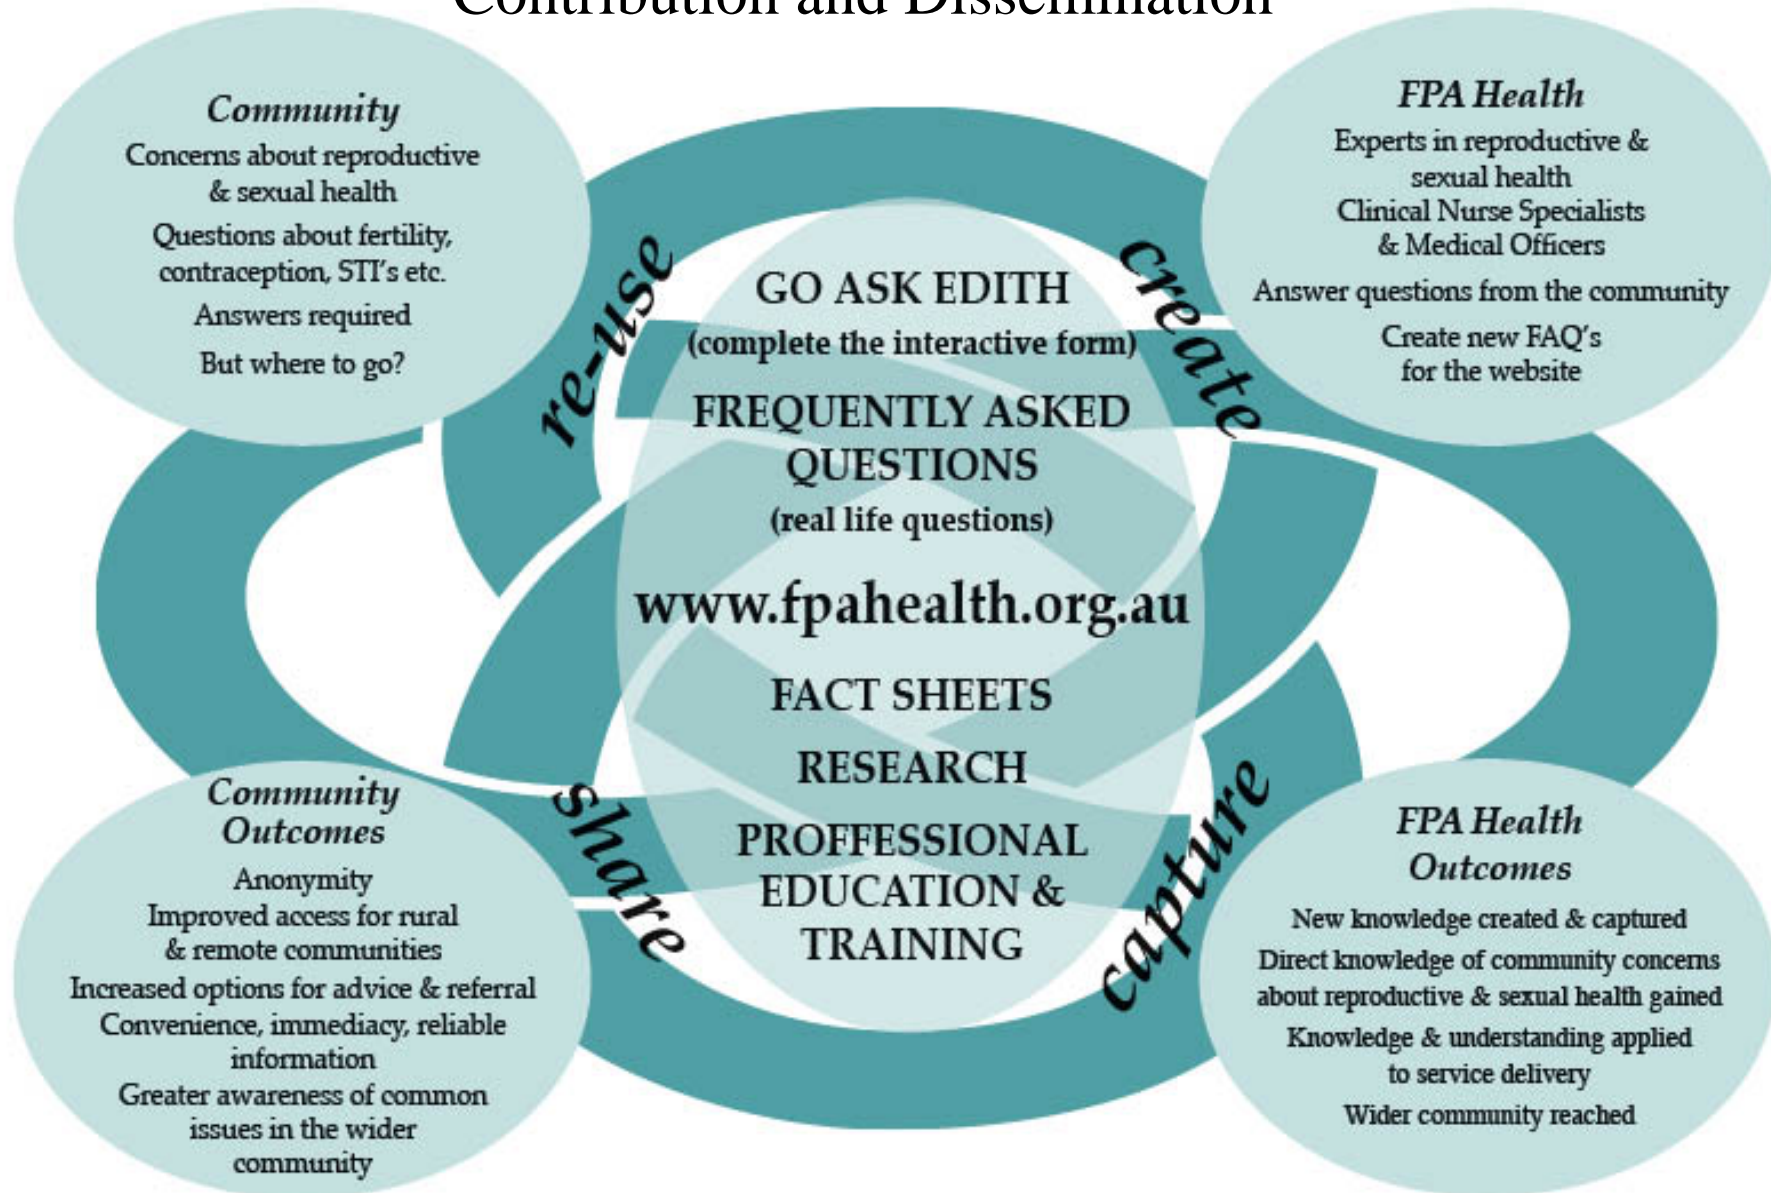 Contribution and Dissemination
Community
Concerns about reproductive
& sexual health
Questions about fertility,
contraception, STI's etc.
Answers required
But where to go?
FPA Health
Experts in reproductive &
sexual health
Clinical Nurse Specialists
& Medical Officers
Answer questions from the community
Create new FAQ's
for the website
re-use
create
GO ASK EDITH
(complete the interactive form)
FREQUENTLY ASKED
QUESTIONS
(real life questions)
www.fpahealth.org.au
FACT SHEETS
RESEARCH
PROFFESSIONAL
EDUCATION &
TRAINING
share
capture
Community
Outcomes
Anonymity
Improved access for rural
& remote communities
Increased options for advice & referral
Convenience, immediacy, reliable
information
Greater awareness of common
issues in the wider
community
FPA Health
Outcomes
New knowledge created & captured
Direct knowledge of community concerns
about reproductive & sexual health gained
Knowledge & understanding applied
to service delivery
Wider community reached